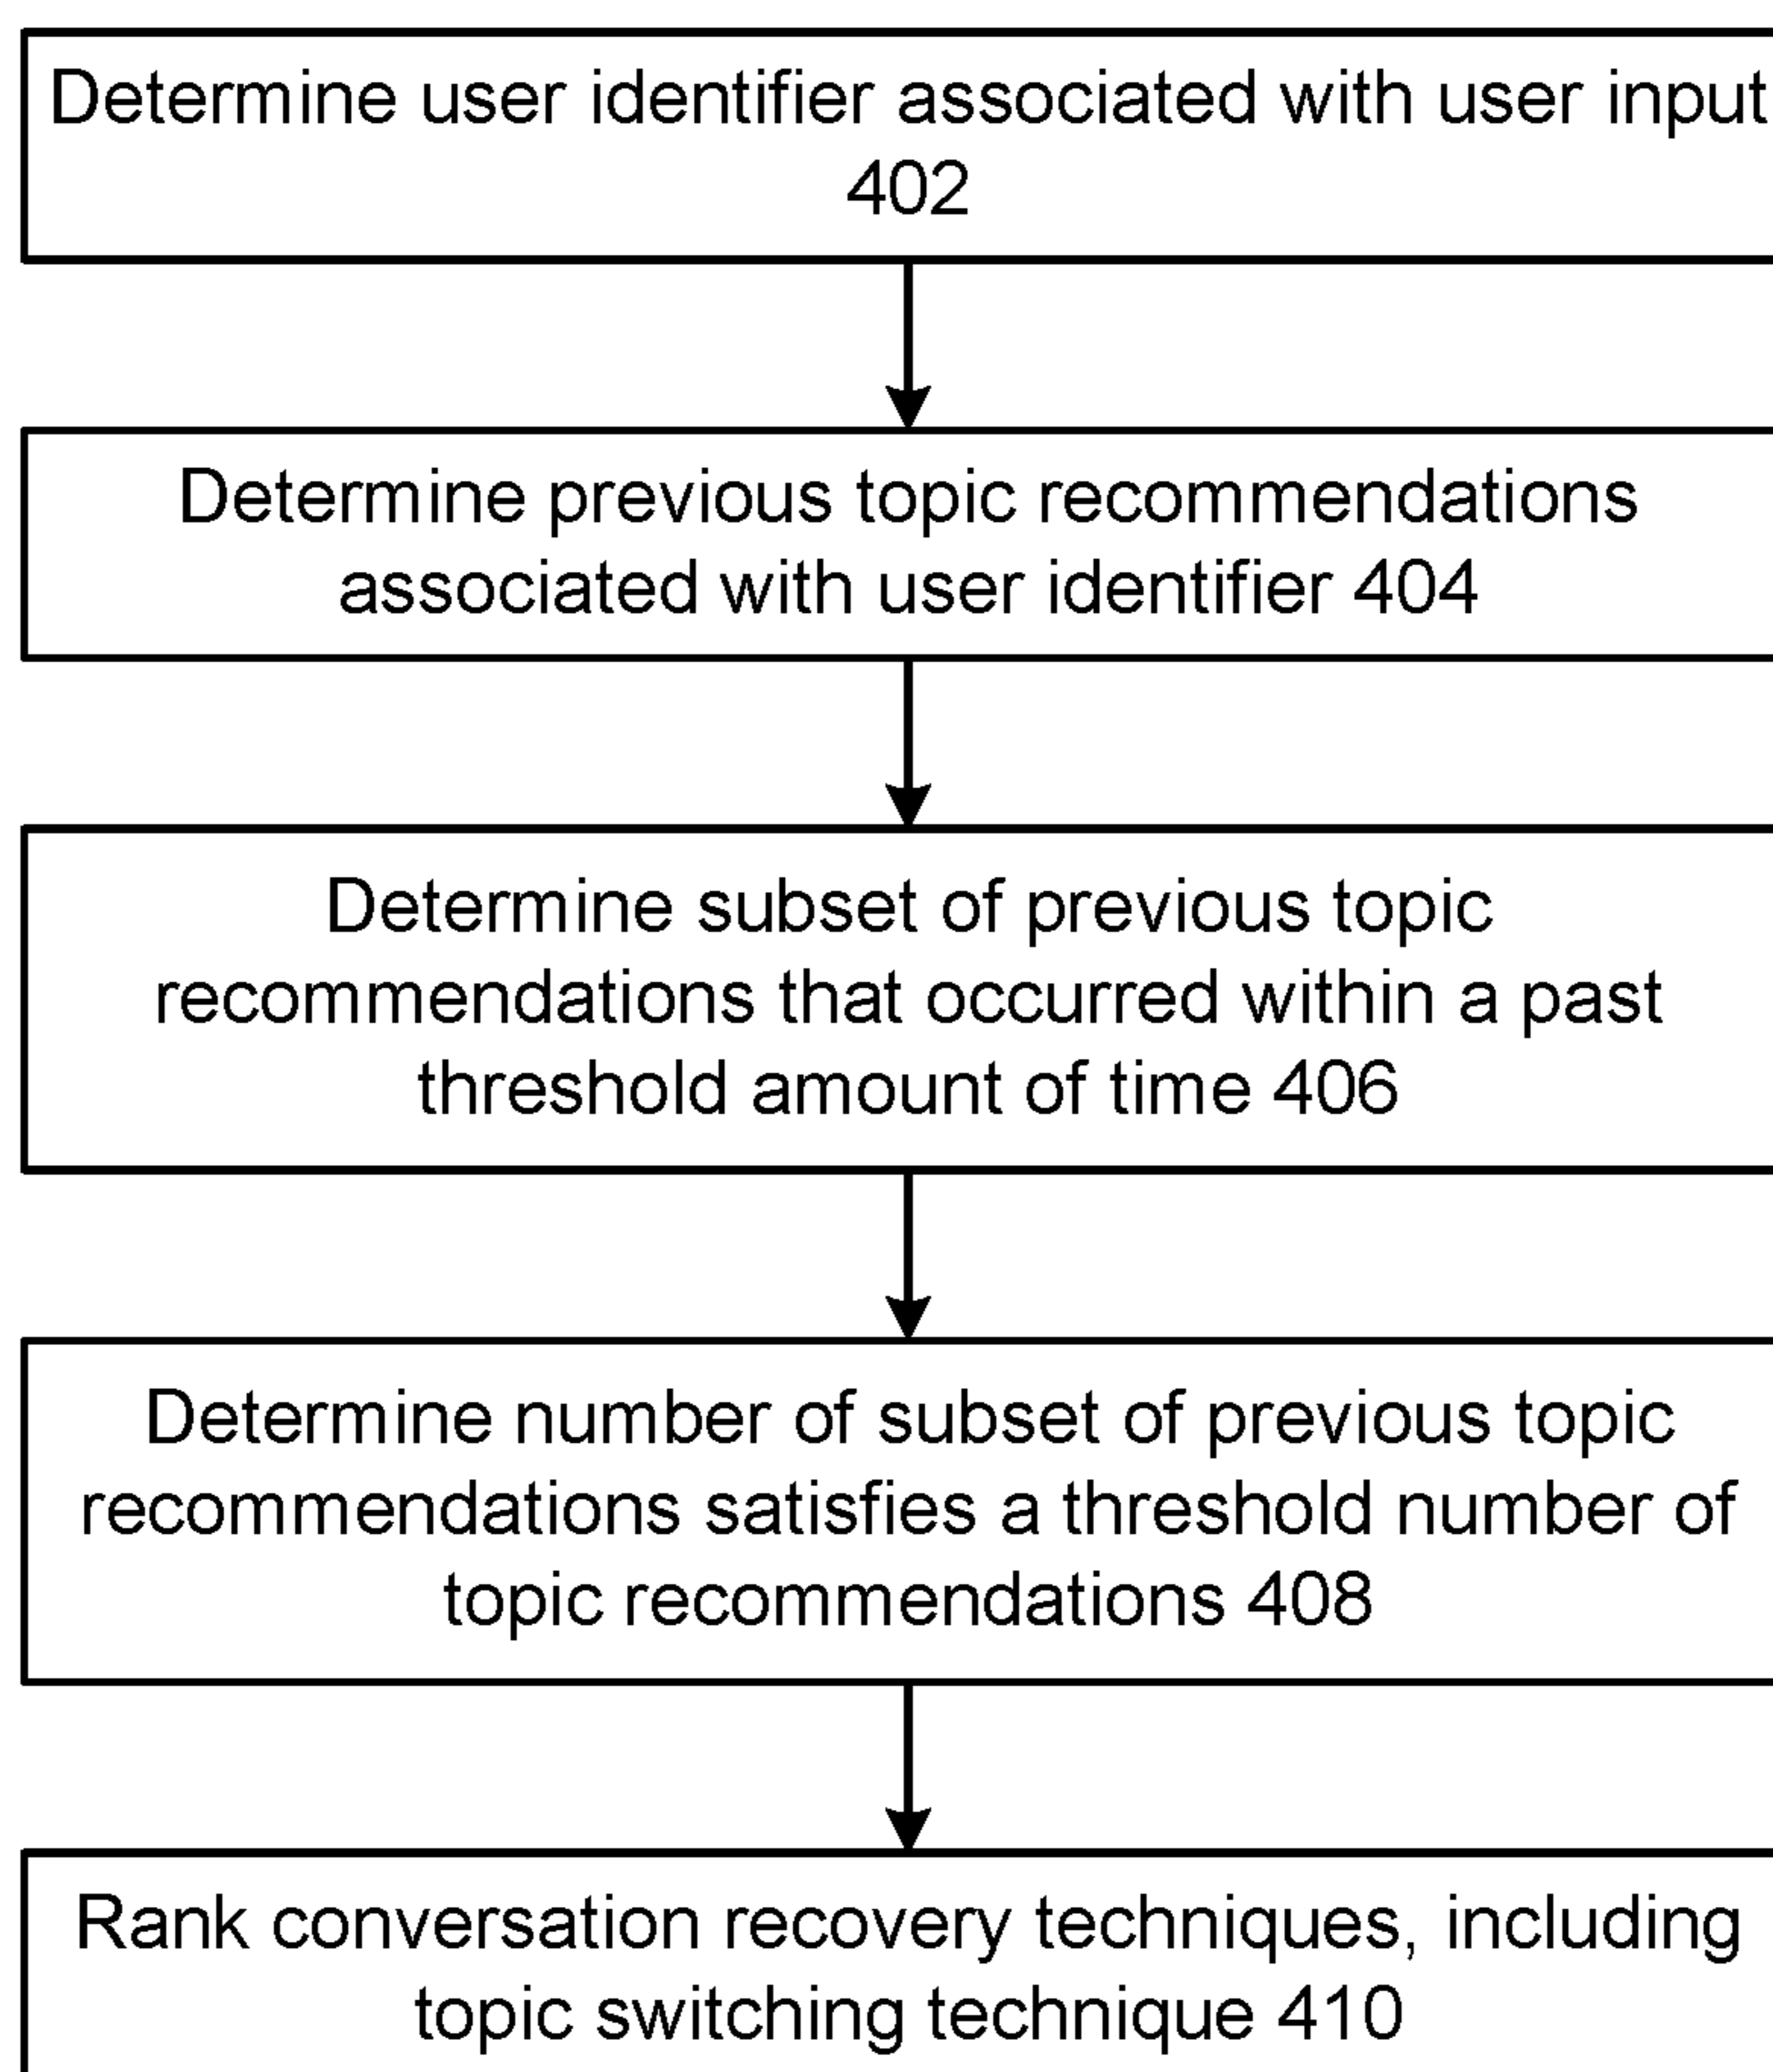 Determine user identifier associated with user input
402
Determine previous topic recommendations
associated with user identifier 404
Determine subset of previous topic
recommendations that occurred within a past
threshold amount of time 406
Determine number of subset of previous topic
recommendations satisfies a threshold number of
topic recommendations 408
Rank conversation recovery techniques, including
topic switching technique 410